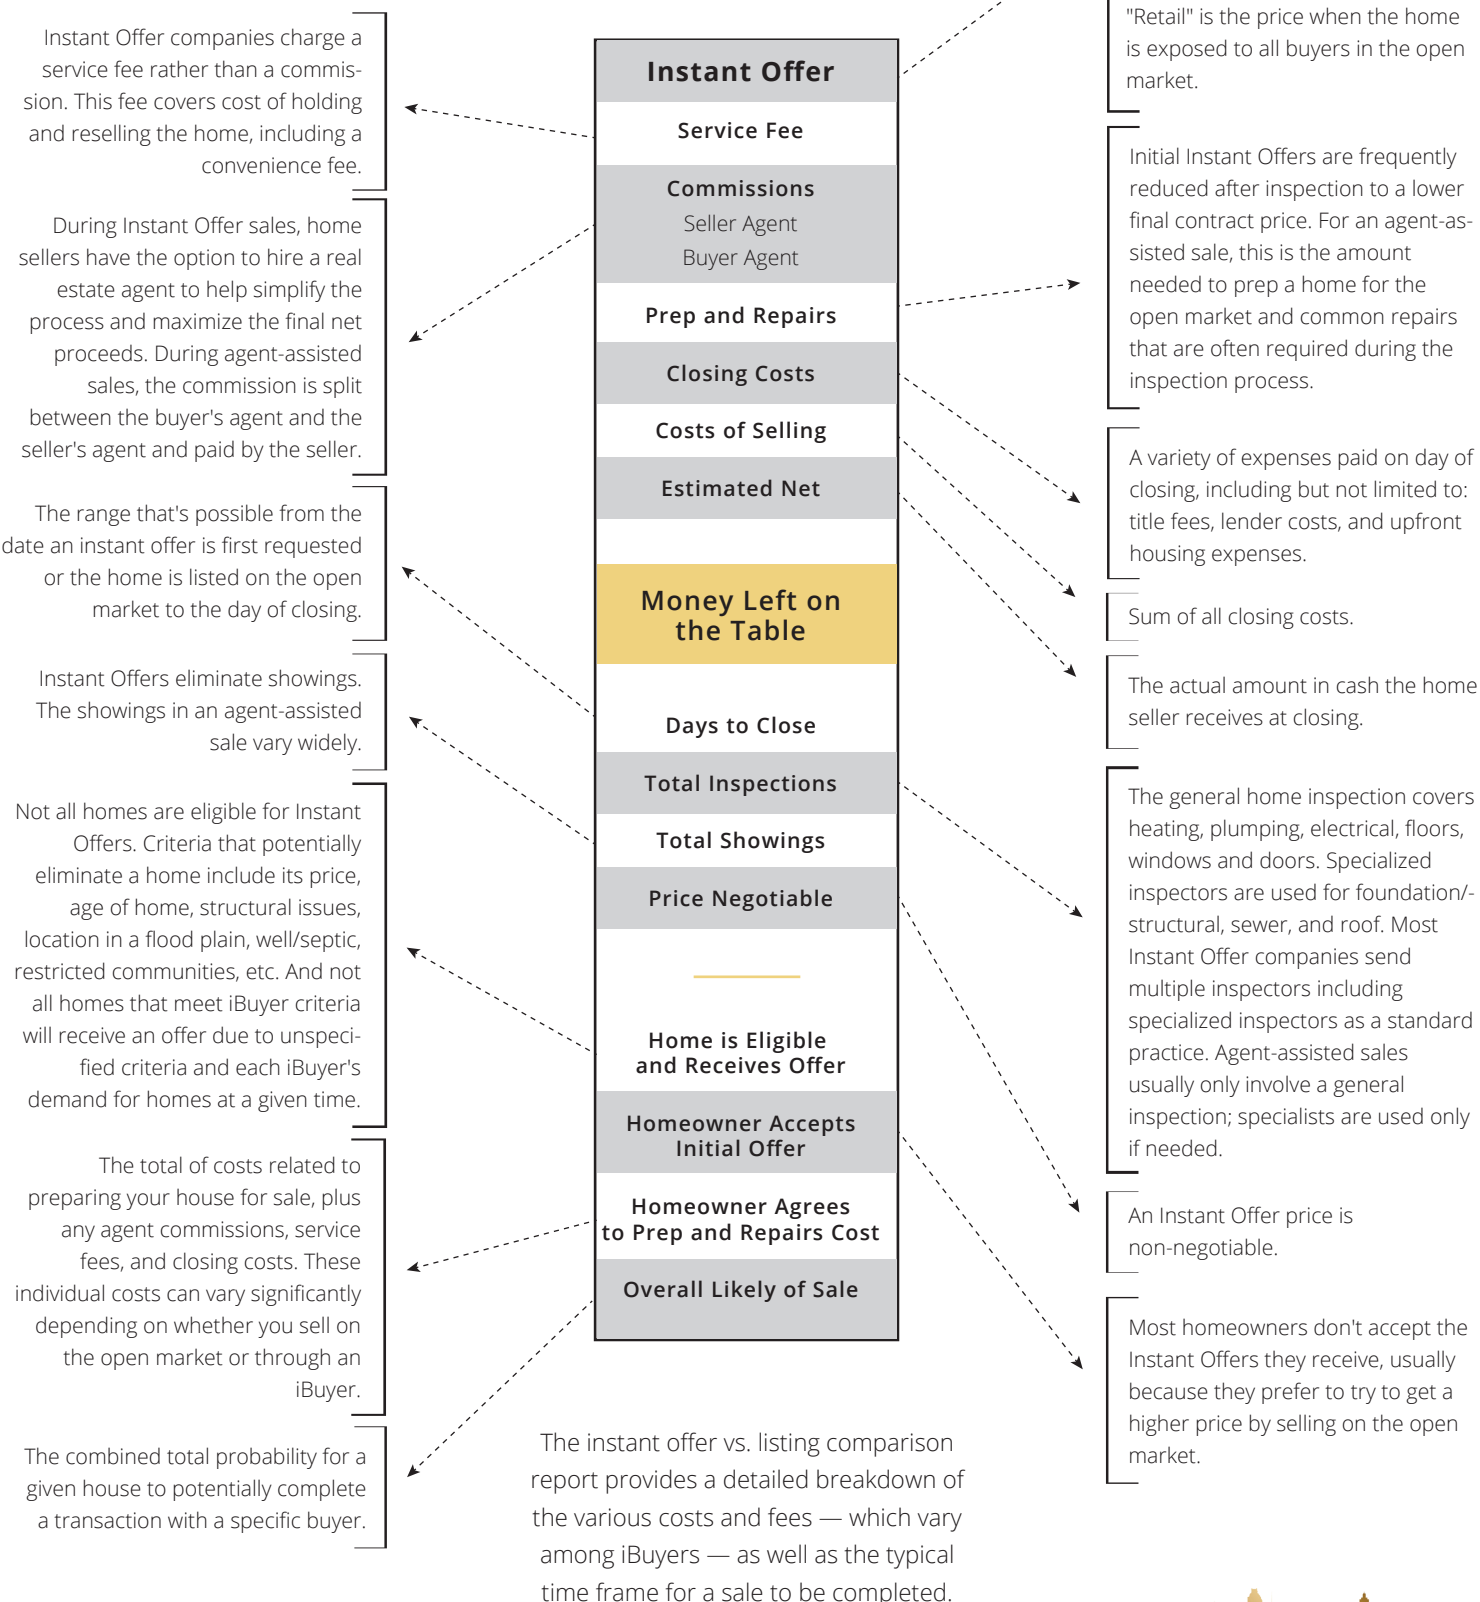 Instant Offer companies charge a
service fee rather than a commis-
sion. This fee covers cost of holding
and reselling the home, including a
convenience fee.
During Instant Offer sales, home
sellers have the option to hire a real
estate agent to help simplify the
process and maximize the final net
proceeds. During agent-assisted
sales, the commission is split
between the buyer's agent and the
seller's agent and paid by the seller.
The range that's possible from the
date an instant offer is first requested
or the home is listed on the open
market to the day of closing.
Instant Offers eliminate showings.
The showings in an agent-assisted
sale vary widely.
Not all homes are eligible for Instant
Offers. Criteria that potentially
eliminate a home include its price,
age of home, structural issues,
location in a flood plain, well/septic,
restricted communities, etc. And not
all homes that meet iBuyer criteria
will receive an offer due to unspeci-
fied criteria and each iBuyer's
demand for homes at a given time.
The total of costs related to
preparing your house for sale, plus
any agent commissions, service
fees, and closing costs. These
individual costs can vary significantly
depending on whether you sell on
the open market or through an
iBuyer.
The combined total probability for a
given house to potentially complete
a transaction with a specific buyer.
Instant Offer
Service Fee
Commissions
Seller Agent
Buyer Agent
Prep and Repairs
Closing Costs
Costs of Selling
Estimated Net
Money Left on
the Table
Days to Close
Total Inspections
Total Showings
Price Negotiable
Home is Eligible
and Receives Offer
Homeowner Accepts
Initial Offer
Homeowner Agrees
to Prep and Repairs Cost
Overall Likely of Sale
The instant offer vs. listing comparison
report provides a detailed breakdown of
the various costs and fees — which vary
among iBuyers — as well as the typical
time frame for a sale to be completed.
"Retail" is the price when the home
is exposed to all buyers in the open
market.
Initial Instant Offers are frequently
reduced after inspection to a lower
final contract price. For an agent-as-
sisted sale, this is the amount
needed to prep a home for the
open market and common repairs
that are often required during the
inspection process.
A variety of expenses paid on day of
closing, including but not limited to:
title fees, lender costs, and upfront
housing expenses.
Sum of all closing costs.
The actual amount in cash the home
seller receives at closing.
The general home inspection covers
heating, plumping, electrical, floors,
windows and doors. Specialized
inspectors are used for foundation/-
structural, sewer, and roof. Most
Instant Offer companies send
multiple inspectors including
specialized inspectors as a standard
practice. Agent-assisted sales
usually only involve a general
inspection; specialists are used only
if needed.
An Instant Offer price is
non-negotiable.
Most homeowners don't accept the
Instant Offers they receive, usually
because they prefer to try to get a
higher price by selling on the open
market.